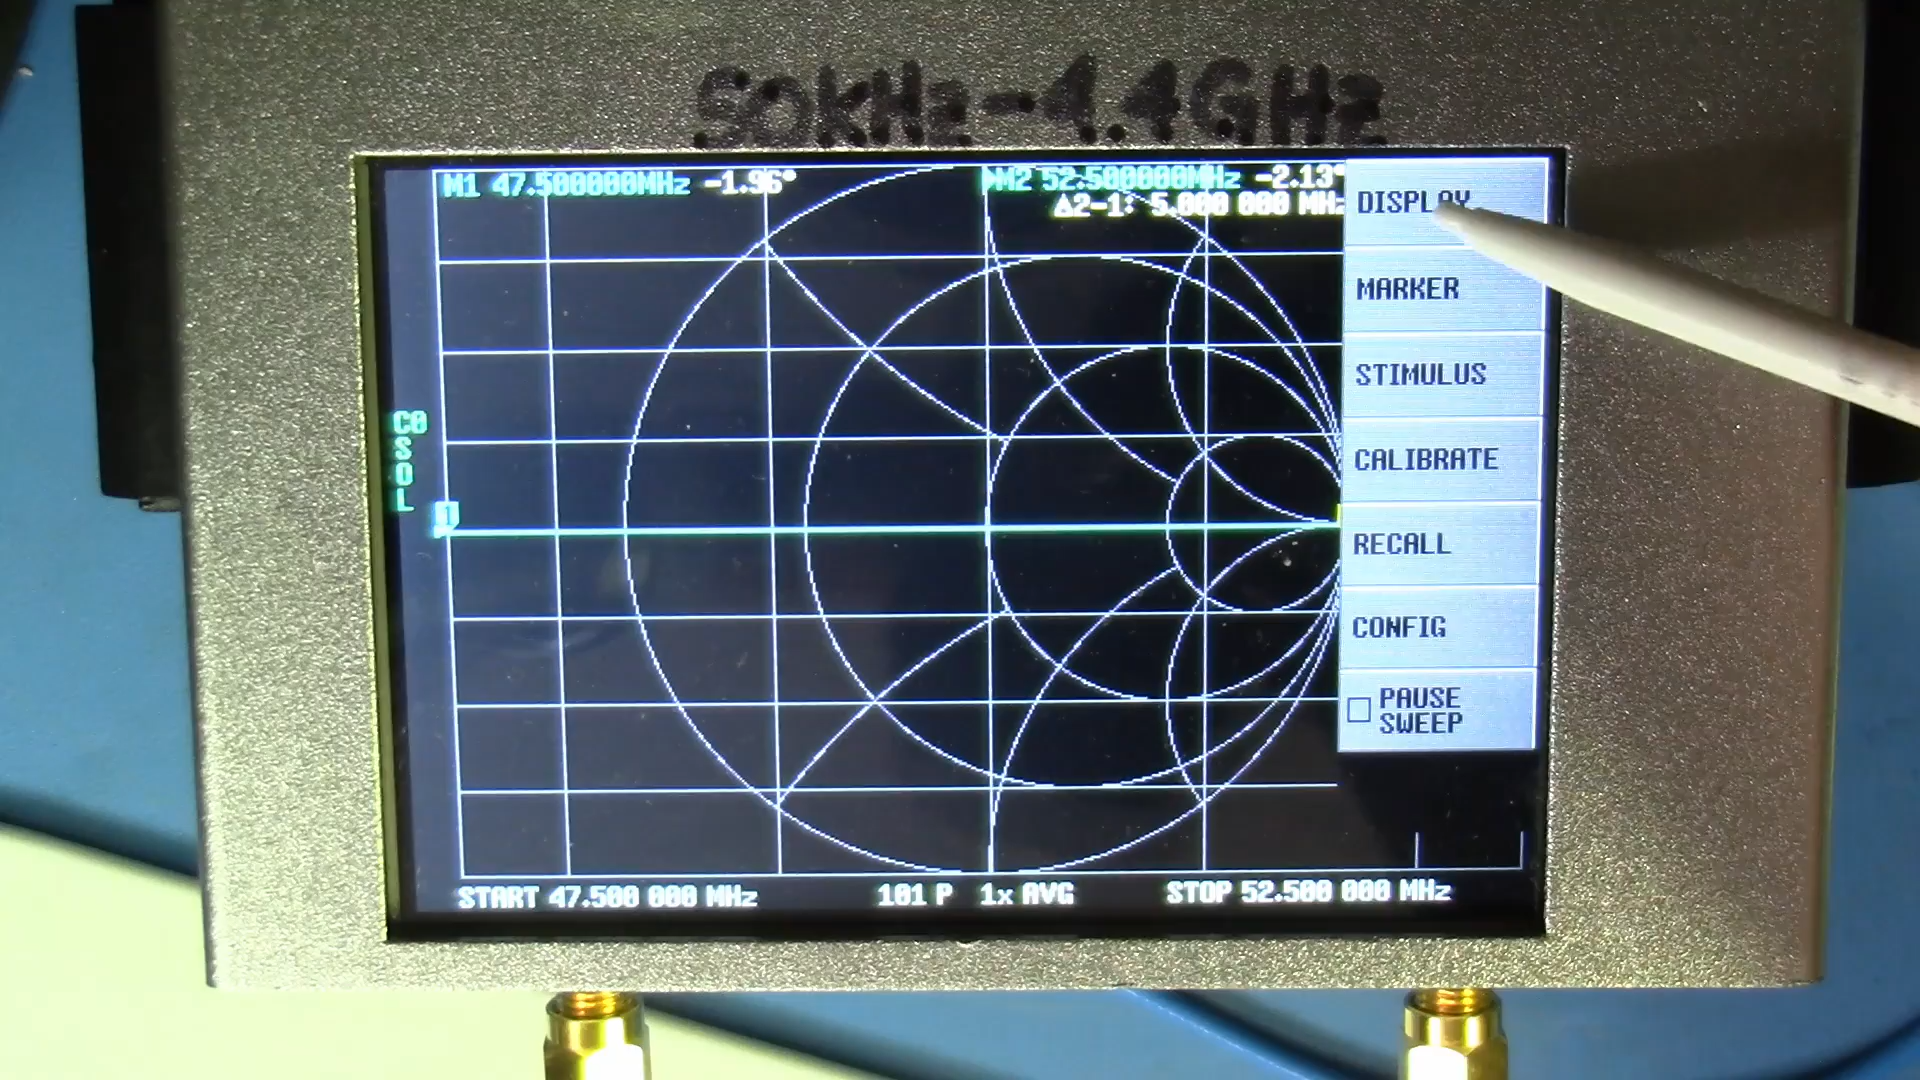 50kHz-4.4GHz
M1 47.500000MHz -1.96°
M2 52.500000MHz -2.13°
Δ2-1: 5.000 000 MHz
DISPLAY
MARKER
STIMULUS
CALIBRATE
RECALL
CONFIG
PAUSE
SWEEP
C0
S
O
L
1
START 47.500 000 MHz
101 P
1x AVG
STOP 52.500 000 MHz